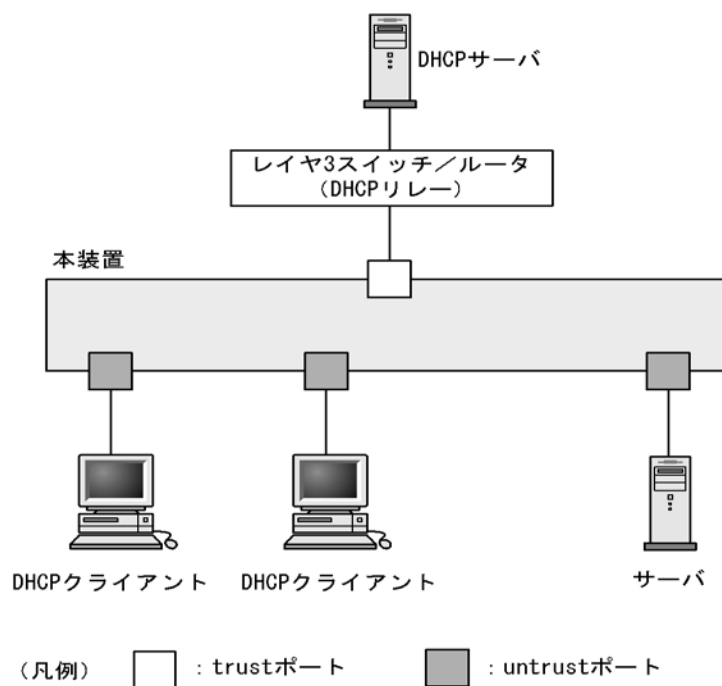 DHCPサーバ
レイヤ3スイッチ／ルータ
（DHCPリレー）
本装置
DHCPクライアント
DHCPクライアント
サーバ
（凡例）
：trustポート
：untrustポート